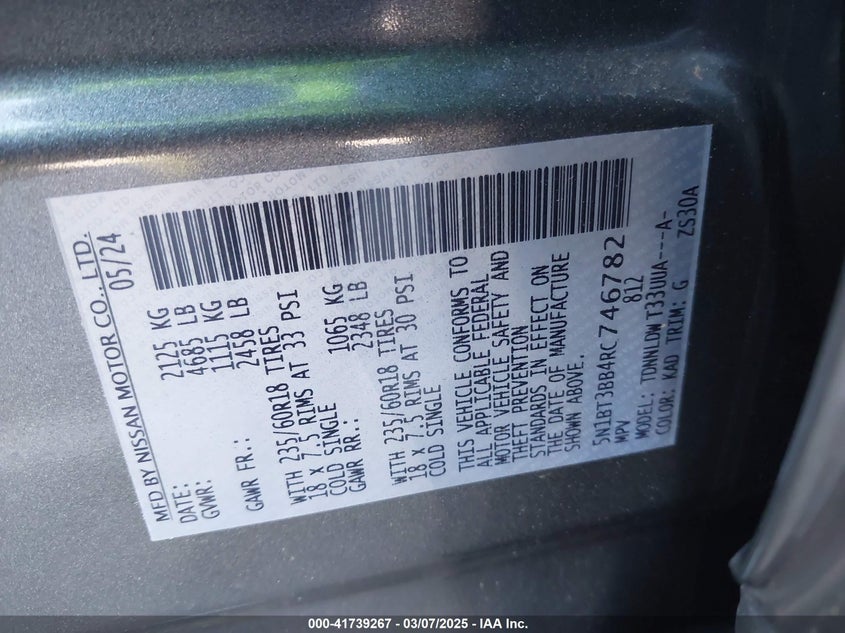 MFD BY NISSAN MOTOR CO., LTD.
DATE: 05/24
GVWR: 2125 KG
4685 LB
GAWR FR.: 1115 KG
2458 LB
WITH 235/60R18 TIRES
18 X 7.5 RIMS AT 33 PSI
COLD SINGLE
GAWR RR.: 1065 KG
2348 LB
WITH 235/60R18 TIRES
18 X 7.5 RIMS AT 30 PSI
COLD SINGLE
THIS VEHICLE CONFORMS TO
ALL APPLICABLE FEDERAL
MOTOR VEHICLE SAFETY AND
THEFT PREVENTION
STANDARDS IN EFFECT ON
THE DATE OF MANUFACTURE
SHOWN ABOVE.
5N1BT3BB4RC746782
MPV 812
MODEL: TDNNLDW T33UUA---A-
COLOR: KAD TRIM: G ZS30A
000-41739267 - 03/07/2025 - IAA Inc.